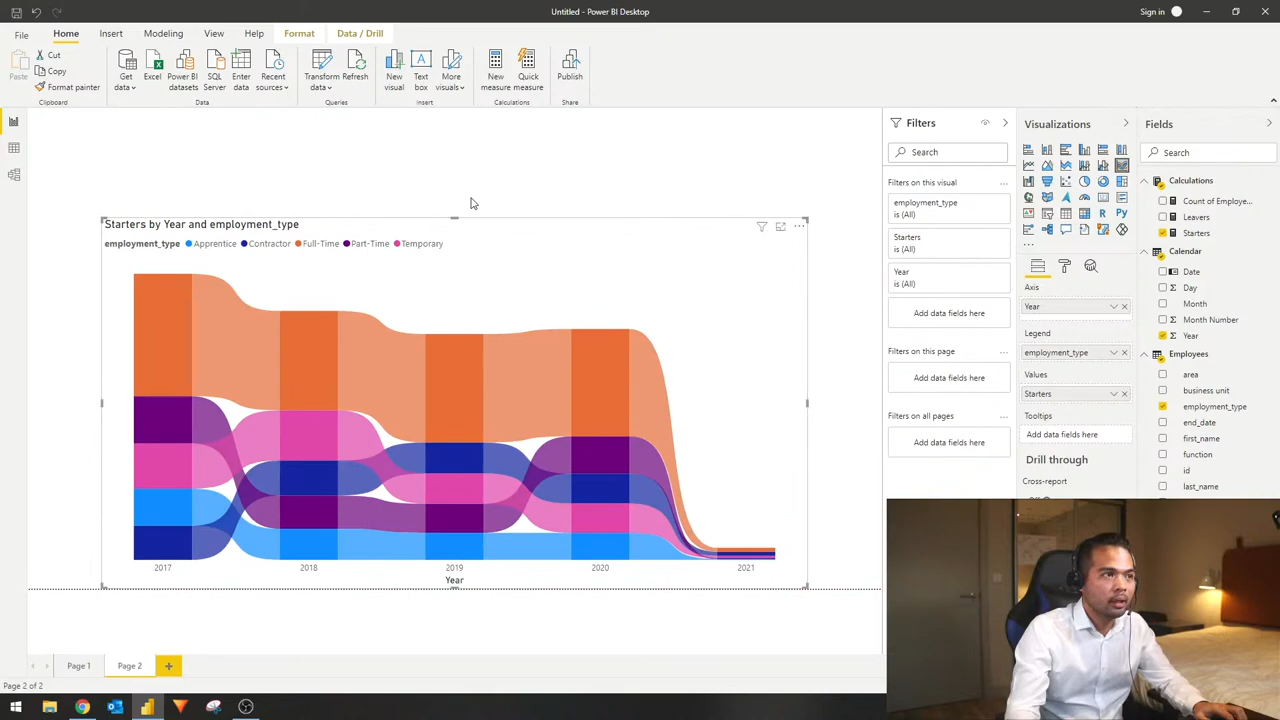 Untitled - Power BI Desktop
Sign in
File
Home
Insert
Modeling
View
Help
Format
Data / Drill
Paste
Cut
Copy
Format painter
Clipboard
Get data
Excel
Power BI datasets
SQL Server
Enter data
Recent sources
Data
Transform data
Refresh
Queries
New visual
Text box
More visuals
Insert
New measure
Quick measure
Calculations
Publish
Share
Starters by Year and employment_type
employment_type Apprentice Contractor Full-Time Part-Time Temporary
2017 2018 2019 2020 2021
Year
Filters
Search
Filters on this visual
employment_type
is (All)
Starters
is (All)
Year
is (All)
Add data fields here
Filters on this page
Add data fields here
Filters on all pages
Add data fields here
Visualizations
R
Py
Axis
Year
Legend
employment_type
Values
Starters
Tooltips
Add data fields here
Drill through
Cross-report
Fields
Search
Calculations
Count of Employe...
Leavers
Starters
Calendar
Date
Day
Month
Month Number
Year
Employees
area
business unit
employment_type
end_date
first_name
function
id
last_name
Page 1
Page 2
Page 2 of 2